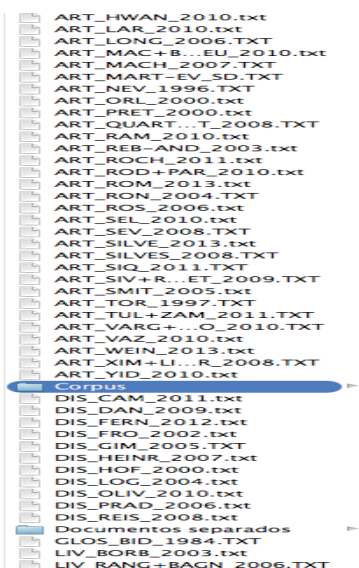 ART_HWAN_2010.txt
ART_LAR_2010.txt
ART_LONG_2006.TXT
ART_MAC+B...EU_2010.txt
ART_MACH_2007.TXT
ART_MART-EV_SD.TXT
ART_NEV_1996.TXT
ART_ORL_2000.txt
ART_PRET_2000.txt
ART_QUART...T_2008.TXT
ART_RAM_2010.txt
ART_REB-AND_2003.txt
ART_ROCH_2011.txt
ART_ROD+PAR_2010.txt
ART_ROM_2013.txt
ART_RON_2004.TXT
ART_ROS_2006.txt
ART_SEL_2010.txt
ART_SEV_2008.TXT
ART_SILVE_2013.txt
ART_SILVES_2008.TXT
ART_SIQ_2011.TXT
ART_SIV+R...ET_2009.TXT
ART_SMIT_2005.txt
ART_TOR_1997.TXT
ART_TUL+ZAM_2011.TXT
ART_VARG+...O_2010.TXT
ART_VAZ_2010.txt
ART_WEIN_2013.txt
ART_XIM+LI...R_2008.TXT
ART_YID_2010.txt
Corpus
DIS_CAM_2011.txt
DIS_DAN_2009.txt
DIS_FERN_2012.txt
DIS_FRO_2002.txt
DIS_GIM_2005.TXT
DIS_HEINR_2007.txt
DIS_HOF_2000.txt
DIS_LOG_2004.txt
DIS_OLIV_2010.txt
DIS_PRAD_2006.txt
DIS_REIS_2008.txt
Documentos separados
GLOS_BID_1984.TXT
LIV_BORB_2003.txt
LIV_RANG+BAGN_2006.TXT